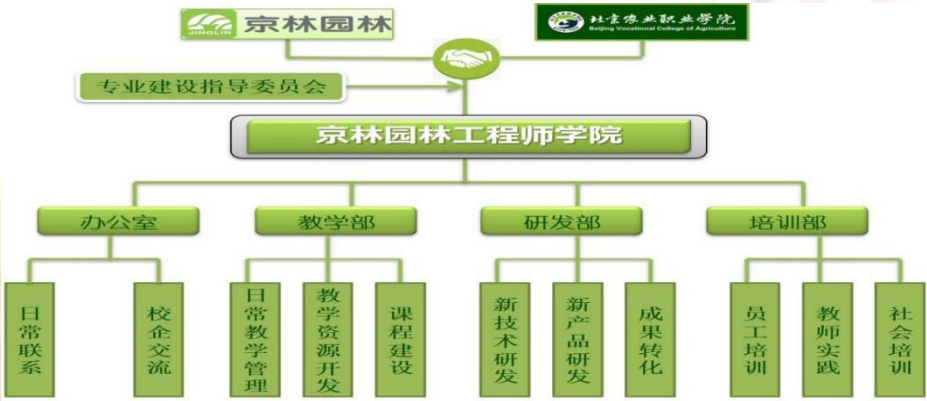 京林园林
JINGLIN
北京农业职业学院
Beijing Vocational College of Agriculture
专业建设指导委员会
京林园林工程师学院
办公室
教学部
研发部
培训部
日常联系
校企交流
日常教学管理
教学资源开发
课程建设
新技术研发
新产品研发
成果转化
员工培训
教师实践
社会培训